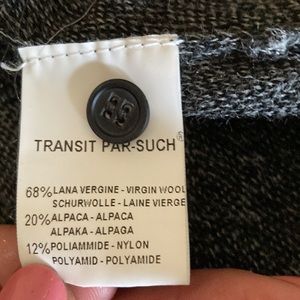 TRANSIT PAR-SUCH®
68% LANA VERGINE - VIRGIN WOOL
SCHURWOLLE - LAINE VIERGE
20% ALPACA - ALPACA
ALPAKA - ALPAGA
12% POLIAMMIDE - NYLON
POLYAMID - POLYAMIDE